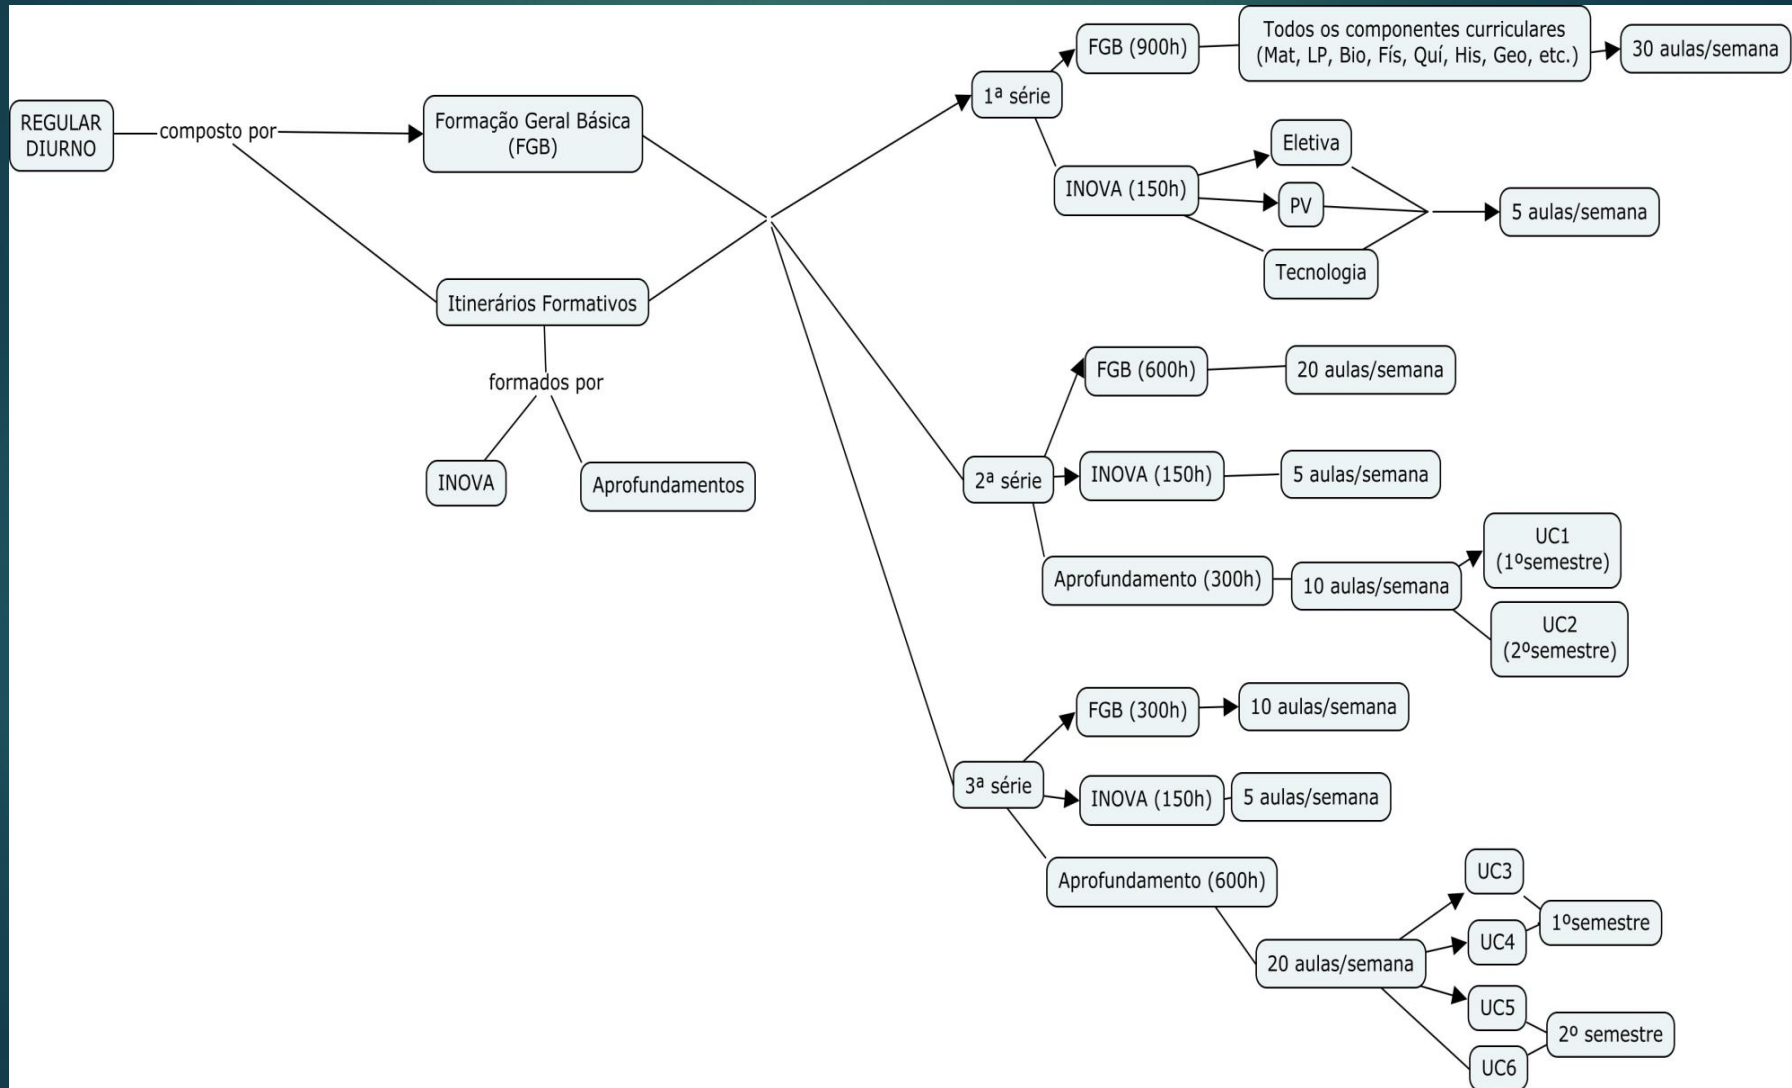 REGULAR
DIURNO
composto por
Formação Geral Básica
(FGB)
Itinerários Formativos
formados por
INOVA
Aprofundamentos
1ª série
FGB (900h)
Todos os componentes curriculares
(Mat, LP, Bio, Fís, Quí, His, Geo, etc.)
30 aulas/semana
INOVA (150h)
Eletiva
PV
Tecnologia
5 aulas/semana
2ª série
FGB (600h)
20 aulas/semana
INOVA (150h)
5 aulas/semana
Aprofundamento (300h)
10 aulas/semana
UC1
(1ºsemestre)
UC2
(2ºsemestre)
3ª série
FGB (300h)
10 aulas/semana
INOVA (150h)
5 aulas/semana
Aprofundamento (600h)
20 aulas/semana
UC3
UC4
1ºsemestre
UC5
UC6
2º semestre